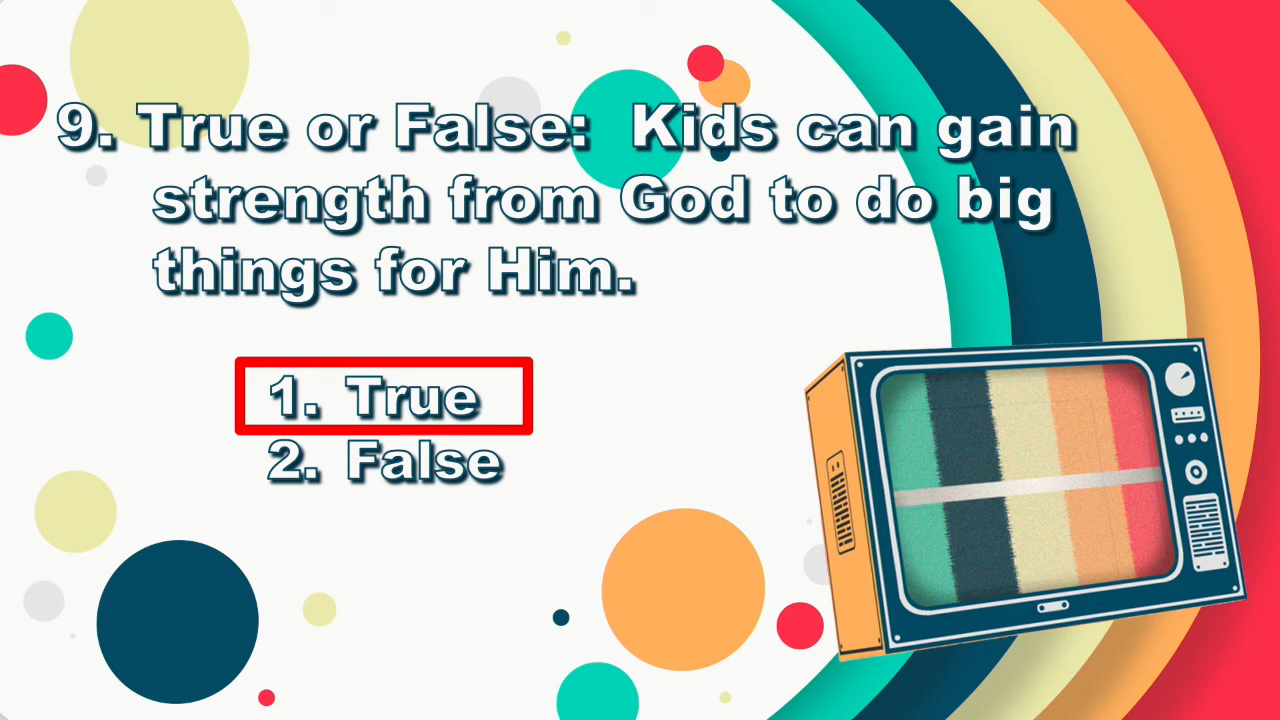 9. True or False:  Kids can gain
strength from God to do big
things for Him.
1. True
2. False